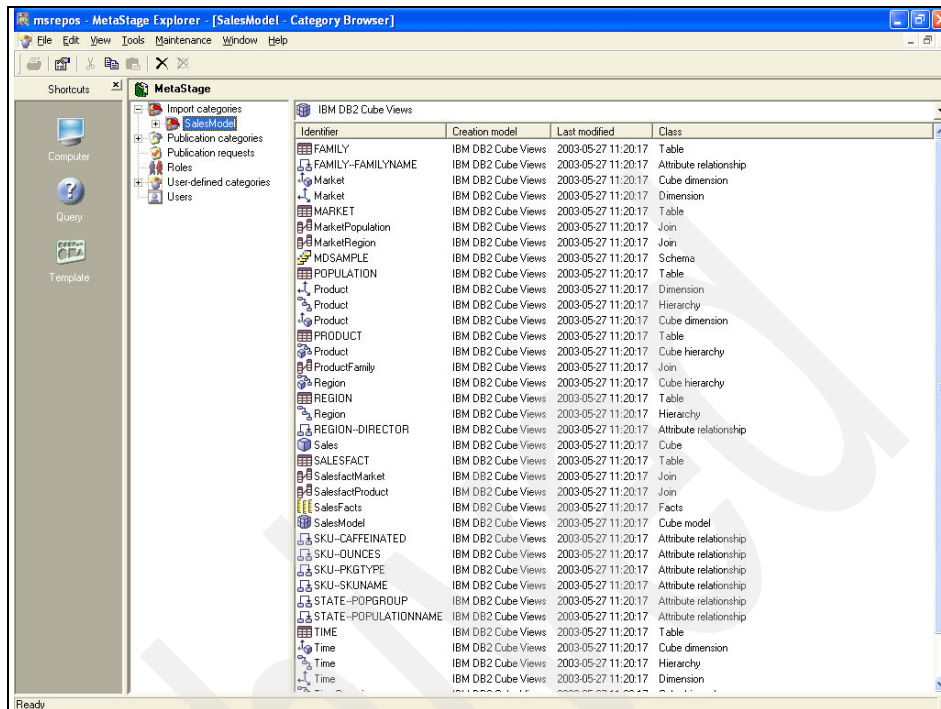 msrepos - MetaStage Explorer - [SalesModel - Category Browser]
File Edit View Tools Maintenance Window Help
Shortcuts
MetaStage
Computer
Query
Template
Import categories
SalesModel
Publication categories
Publication requests
Roles
User-defined categories
Users
IBM DB2 Cube Views
Identifier Creation model Last modified Class
FAMILY IBM DB2 Cube Views 2003-05-27 11:20:17 Table
FAMILY--FAMILYNAME IBM DB2 Cube Views 2003-05-27 11:20:17 Attribute relationship
Market IBM DB2 Cube Views 2003-05-27 11:20:17 Cube dimension
Market IBM DB2 Cube Views 2003-05-27 11:20:17 Dimension
MARKET IBM DB2 Cube Views 2003-05-27 11:20:17 Table
MarketPopulation IBM DB2 Cube Views 2003-05-27 11:20:17 Join
MarketRegion IBM DB2 Cube Views 2003-05-27 11:20:17 Join
MDSAMPLE IBM DB2 Cube Views 2003-05-27 11:20:17 Schema
POPULATION IBM DB2 Cube Views 2003-05-27 11:20:17 Table
Product IBM DB2 Cube Views 2003-05-27 11:20:17 Dimension
Product IBM DB2 Cube Views 2003-05-27 11:20:17 Hierarchy
Product IBM DB2 Cube Views 2003-05-27 11:20:17 Cube dimension
PRODUCT IBM DB2 Cube Views 2003-05-27 11:20:17 Table
Product IBM DB2 Cube Views 2003-05-27 11:20:17 Cube hierarchy
ProductFamily IBM DB2 Cube Views 2003-05-27 11:20:17 Join
Region IBM DB2 Cube Views 2003-05-27 11:20:17 Cube hierarchy
REGION IBM DB2 Cube Views 2003-05-27 11:20:17 Table
Region IBM DB2 Cube Views 2003-05-27 11:20:17 Hierarchy
REGION--DIRECTOR IBM DB2 Cube Views 2003-05-27 11:20:17 Attribute relationship
Sales IBM DB2 Cube Views 2003-05-27 11:20:17 Cube
SALESFACT IBM DB2 Cube Views 2003-05-27 11:20:17 Table
SalesfactMarket IBM DB2 Cube Views 2003-05-27 11:20:17 Join
SalesfactProduct IBM DB2 Cube Views 2003-05-27 11:20:17 Join
SalesFacts IBM DB2 Cube Views 2003-05-27 11:20:17 Facts
SalesModel IBM DB2 Cube Views 2003-05-27 11:20:17 Cube model
SKU--CAFFEINATED IBM DB2 Cube Views 2003-05-27 11:20:17 Attribute relationship
SKU--OUNCES IBM DB2 Cube Views 2003-05-27 11:20:17 Attribute relationship
SKU--PKGTYPE IBM DB2 Cube Views 2003-05-27 11:20:17 Attribute relationship
SKU--SKUNAME IBM DB2 Cube Views 2003-05-27 11:20:17 Attribute relationship
STATE--POPGROUP IBM DB2 Cube Views 2003-05-27 11:20:17 Attribute relationship
STATE--POPULATIONNAME IBM DB2 Cube Views 2003-05-27 11:20:17 Attribute relationship
TIME IBM DB2 Cube Views 2003-05-27 11:20:17 Table
Time IBM DB2 Cube Views 2003-05-27 11:20:17 Cube dimension
Time IBM DB2 Cube Views 2003-05-27 11:20:17 Hierarchy
Time IBM DB2 Cube Views 2003-05-27 11:20:17 Dimension
Ready